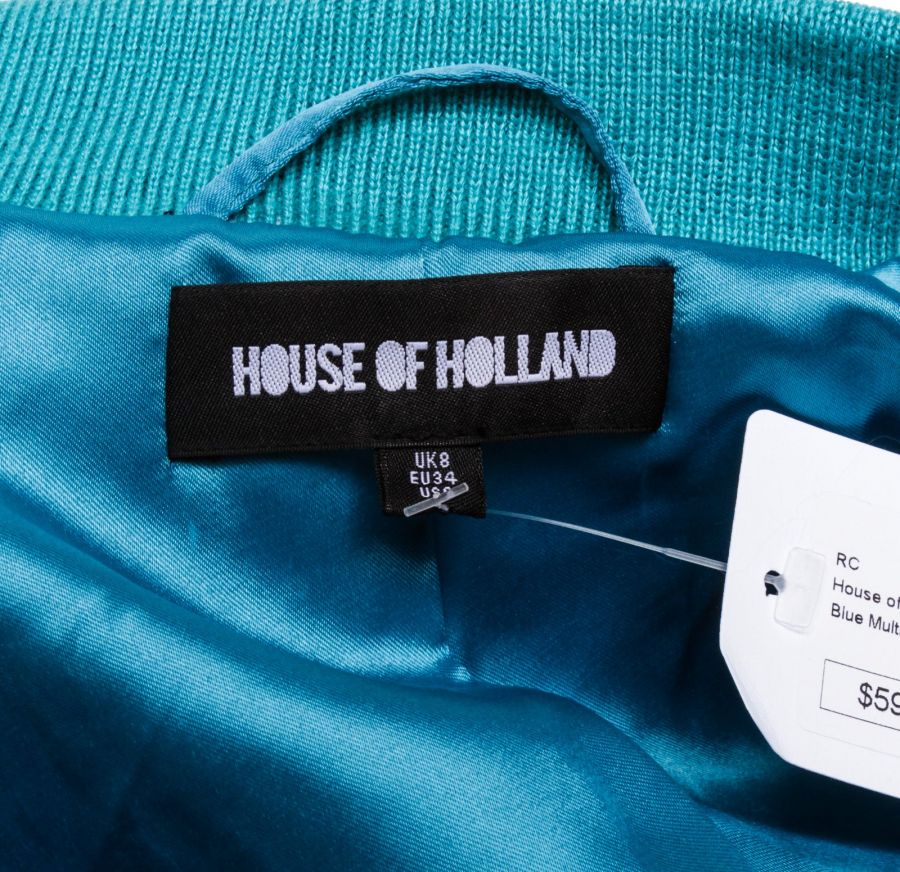 HOUSE OF HOLLAND
UK8
EU34
RC
House of
Blue Mult
$59